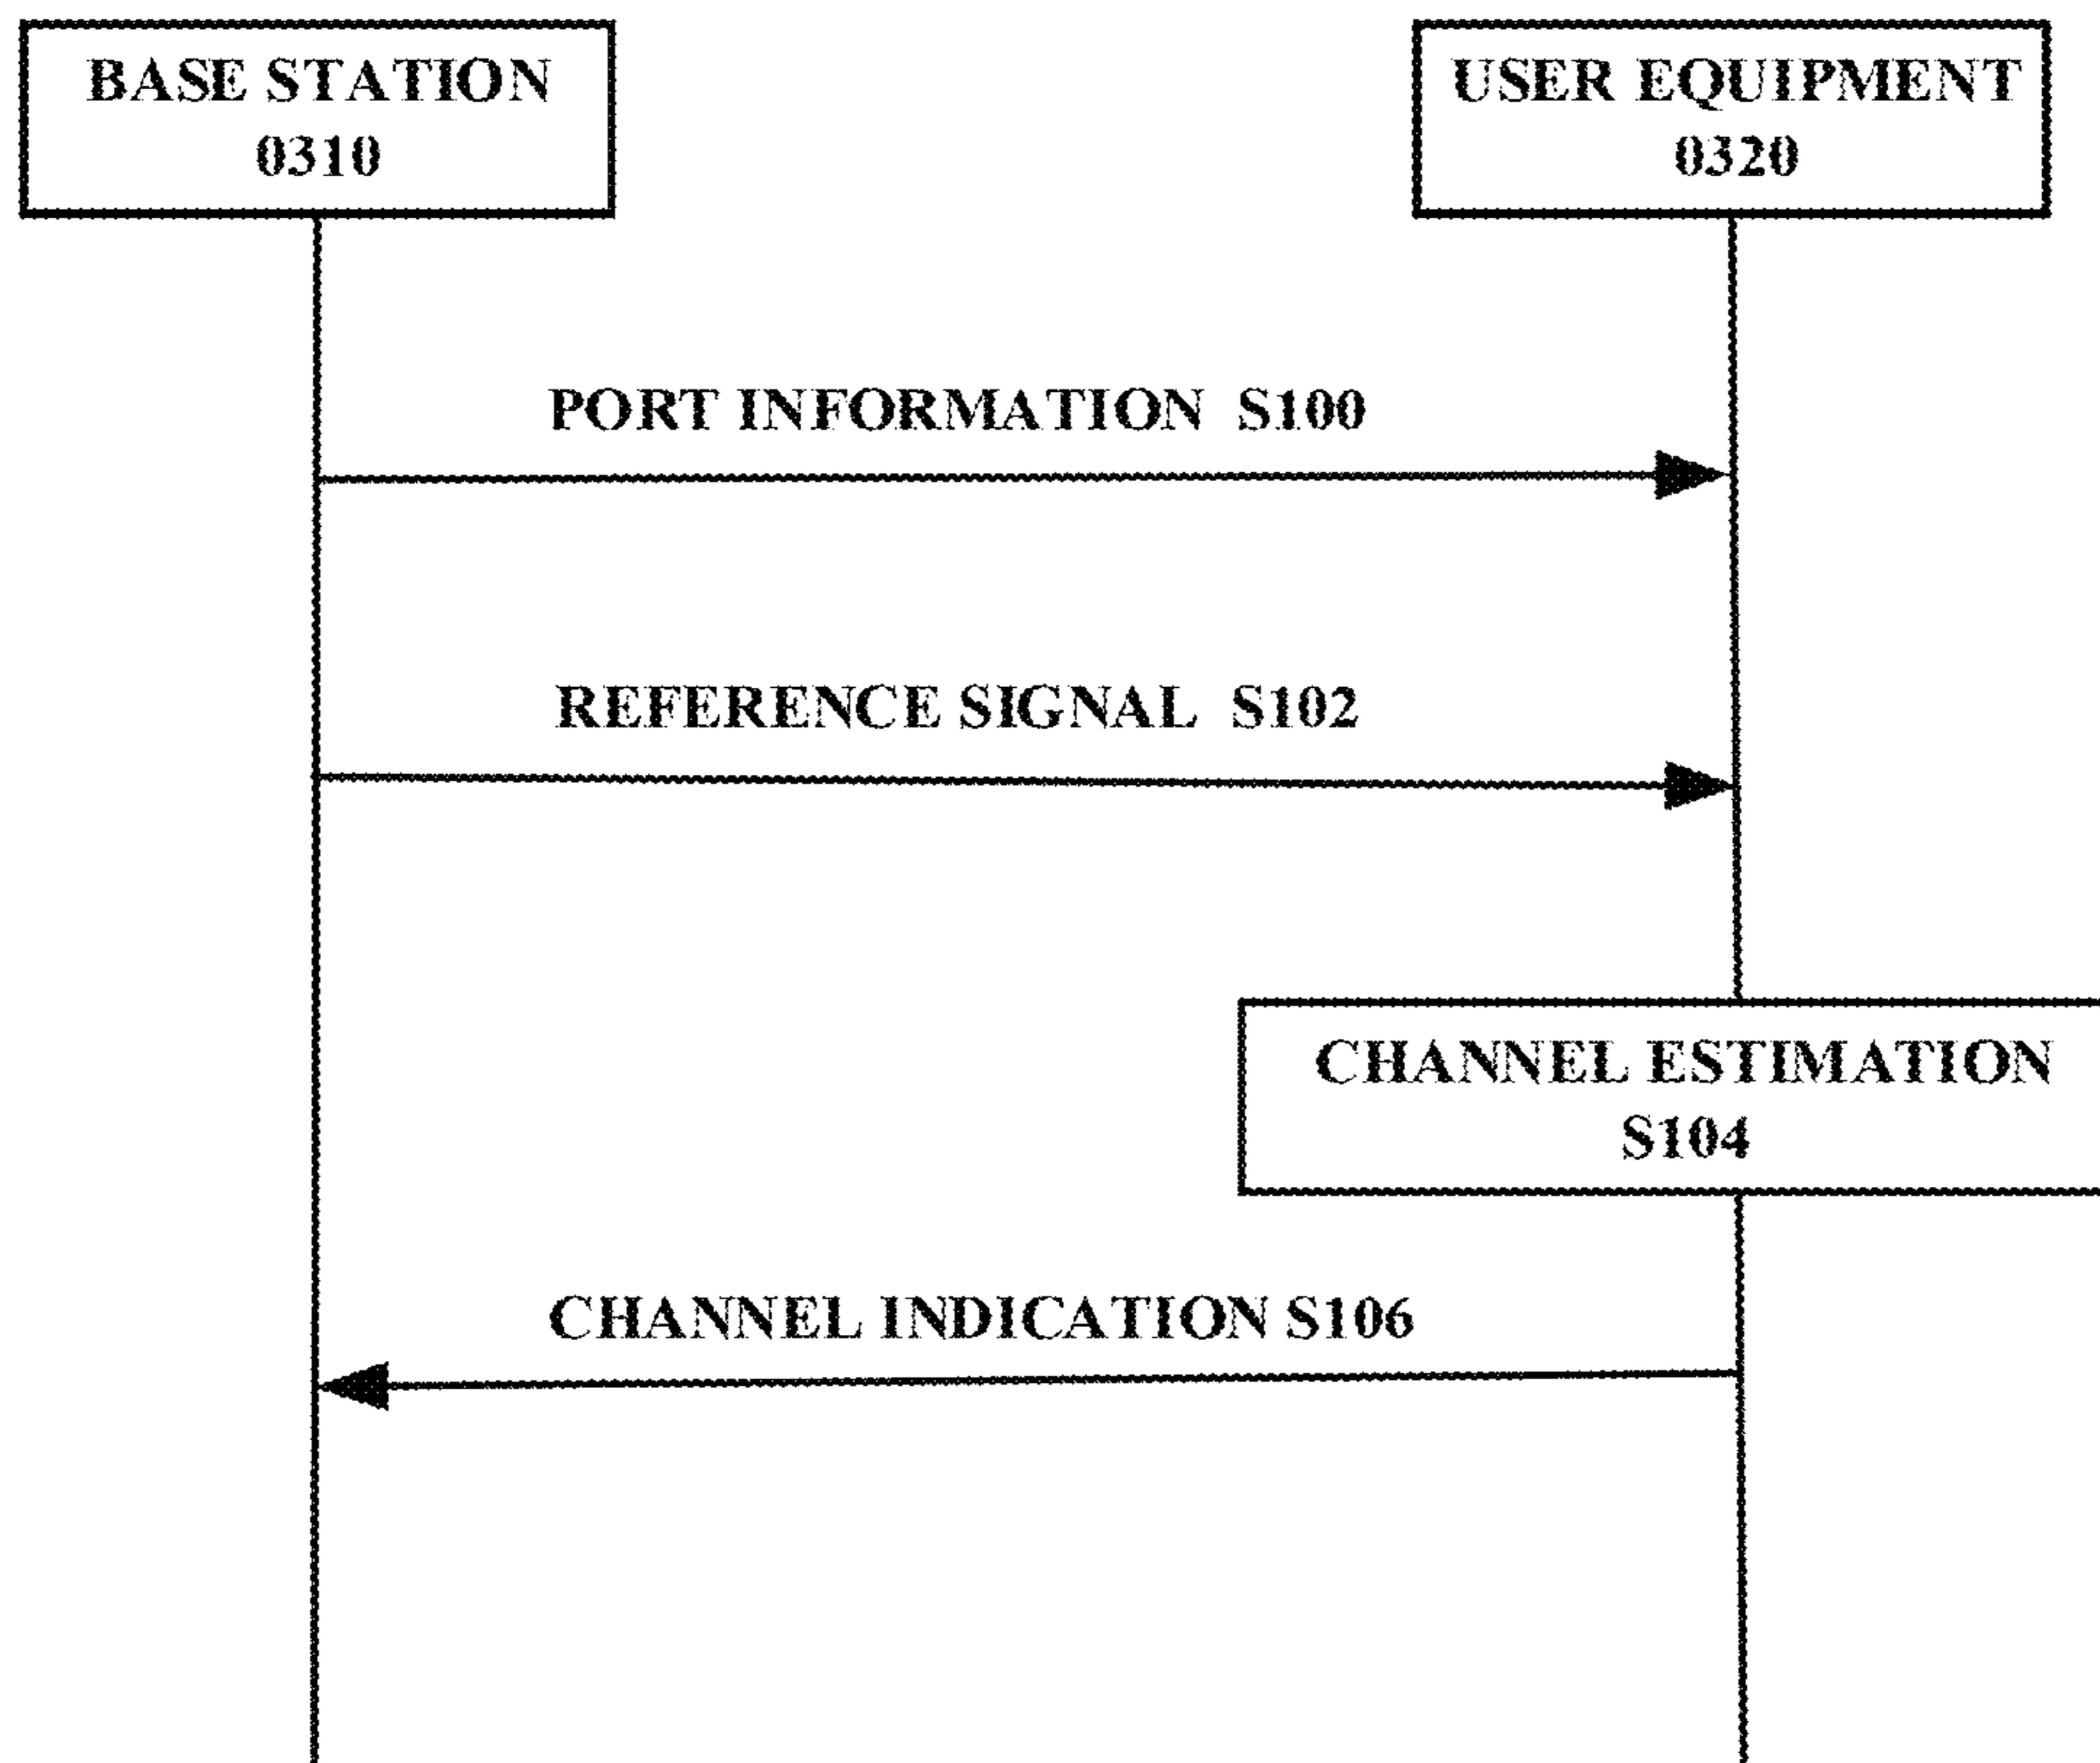 BASE STATION
0310
USER EQUIPMENT
0320
PORT INFORMATION S100
REFERENCE SIGNAL S102
CHANNEL ESTIMATION
S104
CHANNEL INDICATION S106